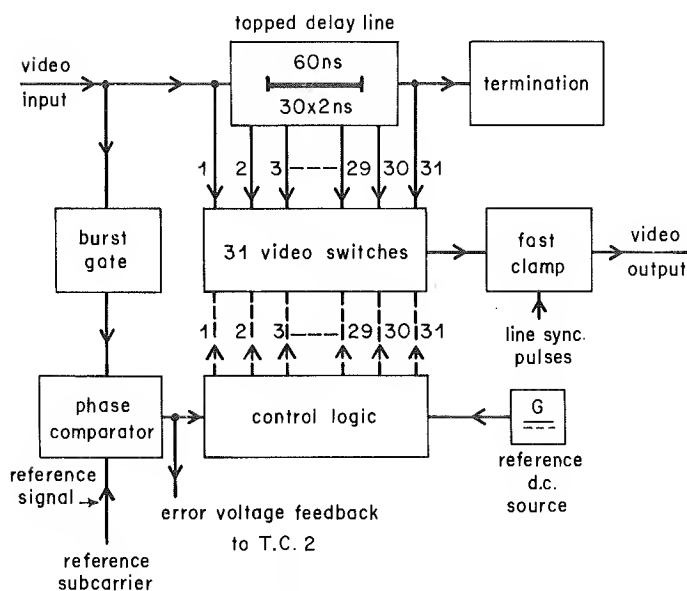 topped delay line
video
input
60ns
30x2ns
termination
1 2 3 29 30 31
burst
gate
31 video switches
fast
clamp
video
output
1 2 3 29 30 31
line sync.
pulses
phase
comparator
control logic
G
reference
d.c.
source
reference
signal
error voltage feedback
to T.C. 2
reference
subcarrier